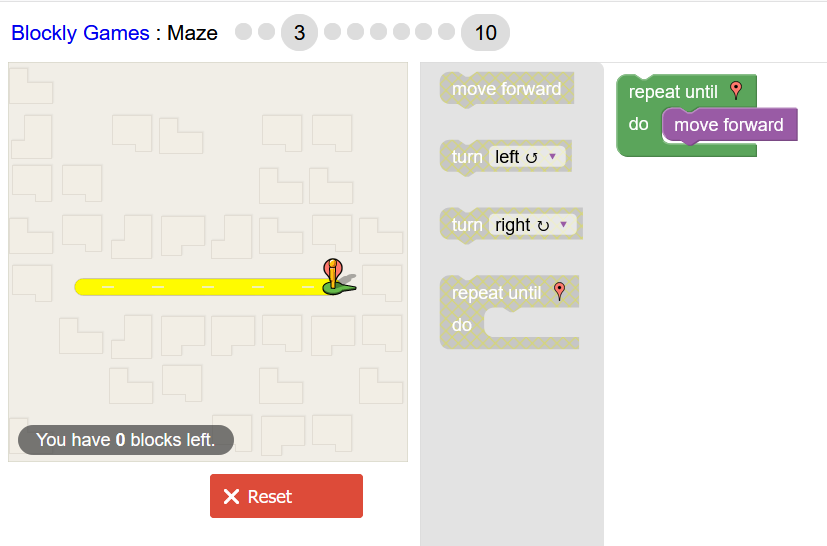 Blockly Games : Maze 3 10
move forward
turn left ↺ ▼
turn right ↻ ▼
repeat until
do
repeat until
do move forward
You have 0 blocks left.
Reset